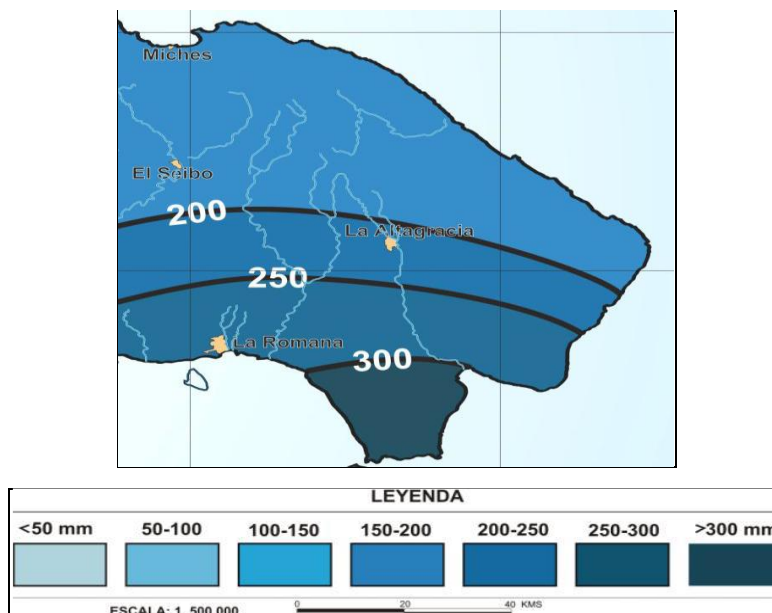 Miches
El Seibo
200
La Altagracia
250
La Romana
300
LEYENDA
<50 mm 50-100 100-150 150-200 200-250 250-300 >300 mm
0 20 40 KMS
ESCALA: 1, 500,000